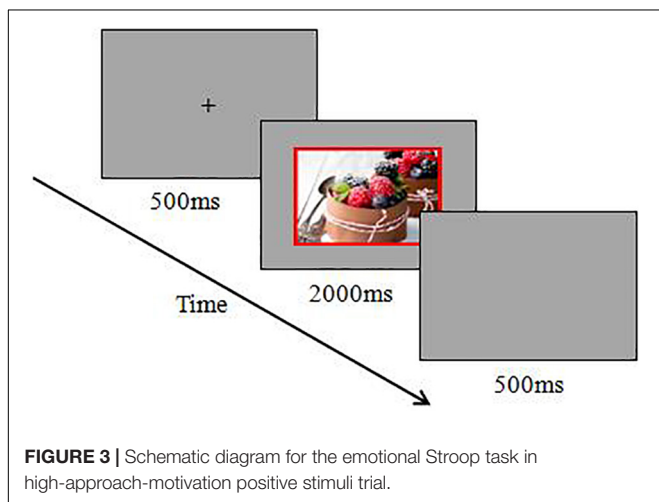 +
500ms
2000ms
Time
500ms
FIGURE 3 | Schematic diagram for the emotional Stroop task in
high-approach-motivation positive stimuli trial.